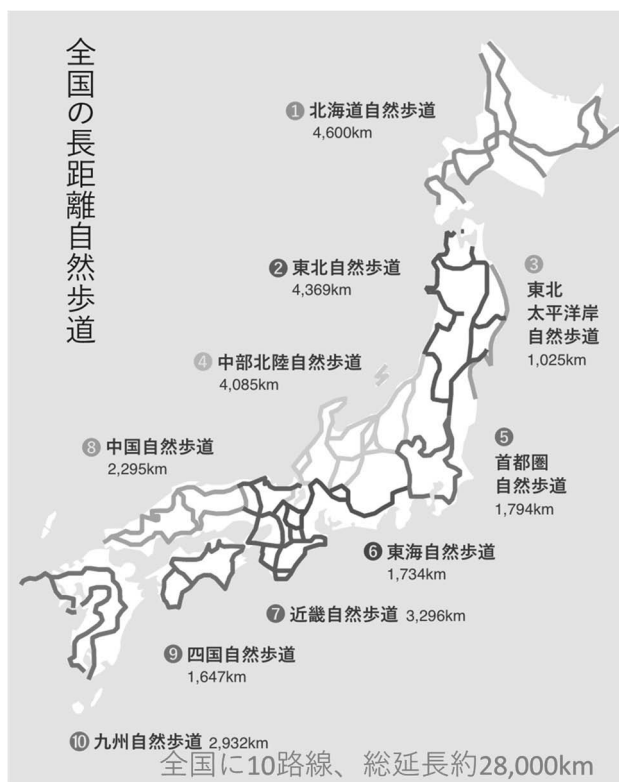 全国の長距離自然歩道
❶ 北海道自然歩道
4,600km
❷ 東北自然歩道
4,369km
❸
東北
太平洋岸
自然歩道
1,025km
❹ 中部北陸自然歩道
4,085km
❺
首都圏
自然歩道
1,794km
❽ 中国自然歩道
2,295km
❻ 東海自然歩道
1,734km
❼ 近畿自然歩道 3,296km
❾ 四国自然歩道
1,647km
❿ 九州自然歩道 2,932km
全国に10路線、総延長約28,000km